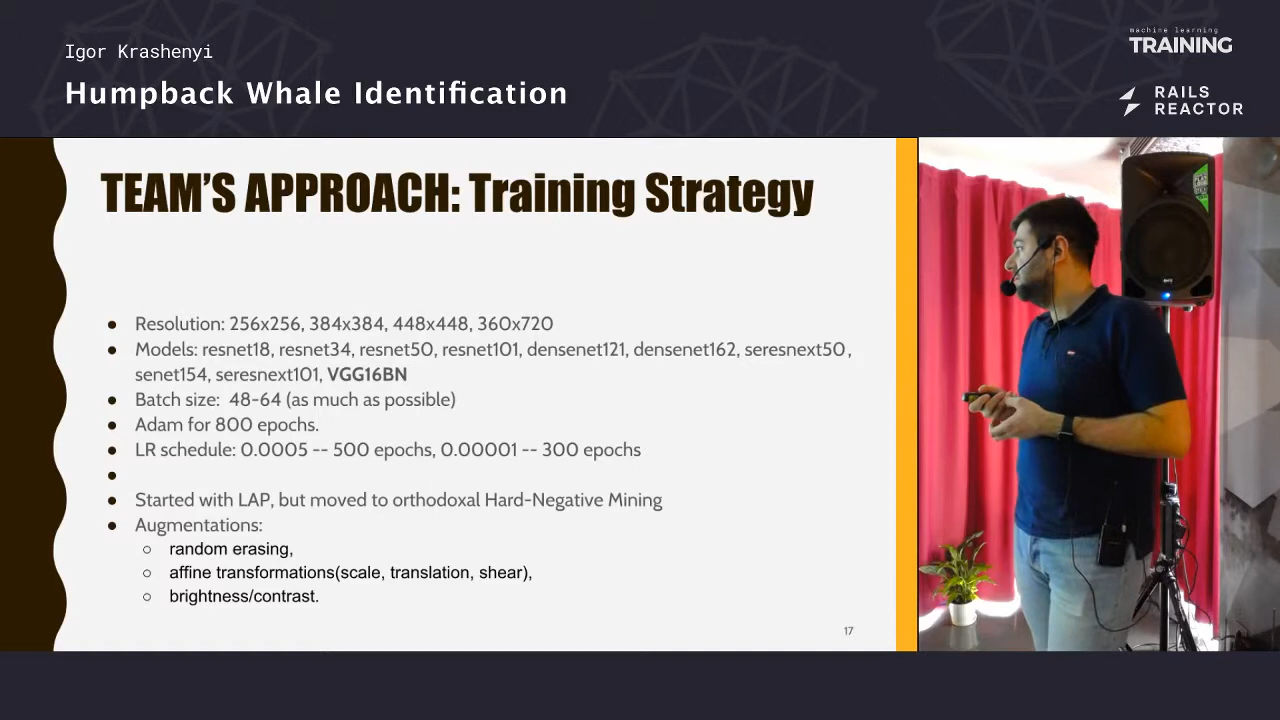 Igor Krashenyi
Humpback Whale Identification
machine learning
TRAINING
RAILS
REACTOR
TEAM'S APPROACH: Training Strategy
● Resolution: 256x256, 384x384, 448x448, 360x720
● Models: resnet18, resnet34, resnet50, resnet101, densenet121, densenet162, seresnext50,
senet154, seresnext101, VGG16BN
● Batch size: 48-64 (as much as possible)
● Adam for 800 epochs.
● LR schedule: 0.0005 -- 500 epochs, 0.00001 -- 300 epochs
●
● Started with LAP, but moved to orthodoxal Hard-Negative Mining
● Augmentations:
○ random erasing,
○ affine transformations(scale, translation, shear),
○ brightness/contrast.
17